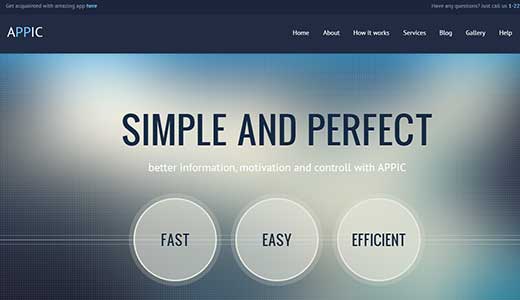 Get acquainted with amazing app here
Have any questions? Just call us 1-22
APPIC
Home About How it works Services Blog Gallery Help
SIMPLE AND PERFECT
better information, motivation and controll with APPIC
FAST EASY EFFICIENT